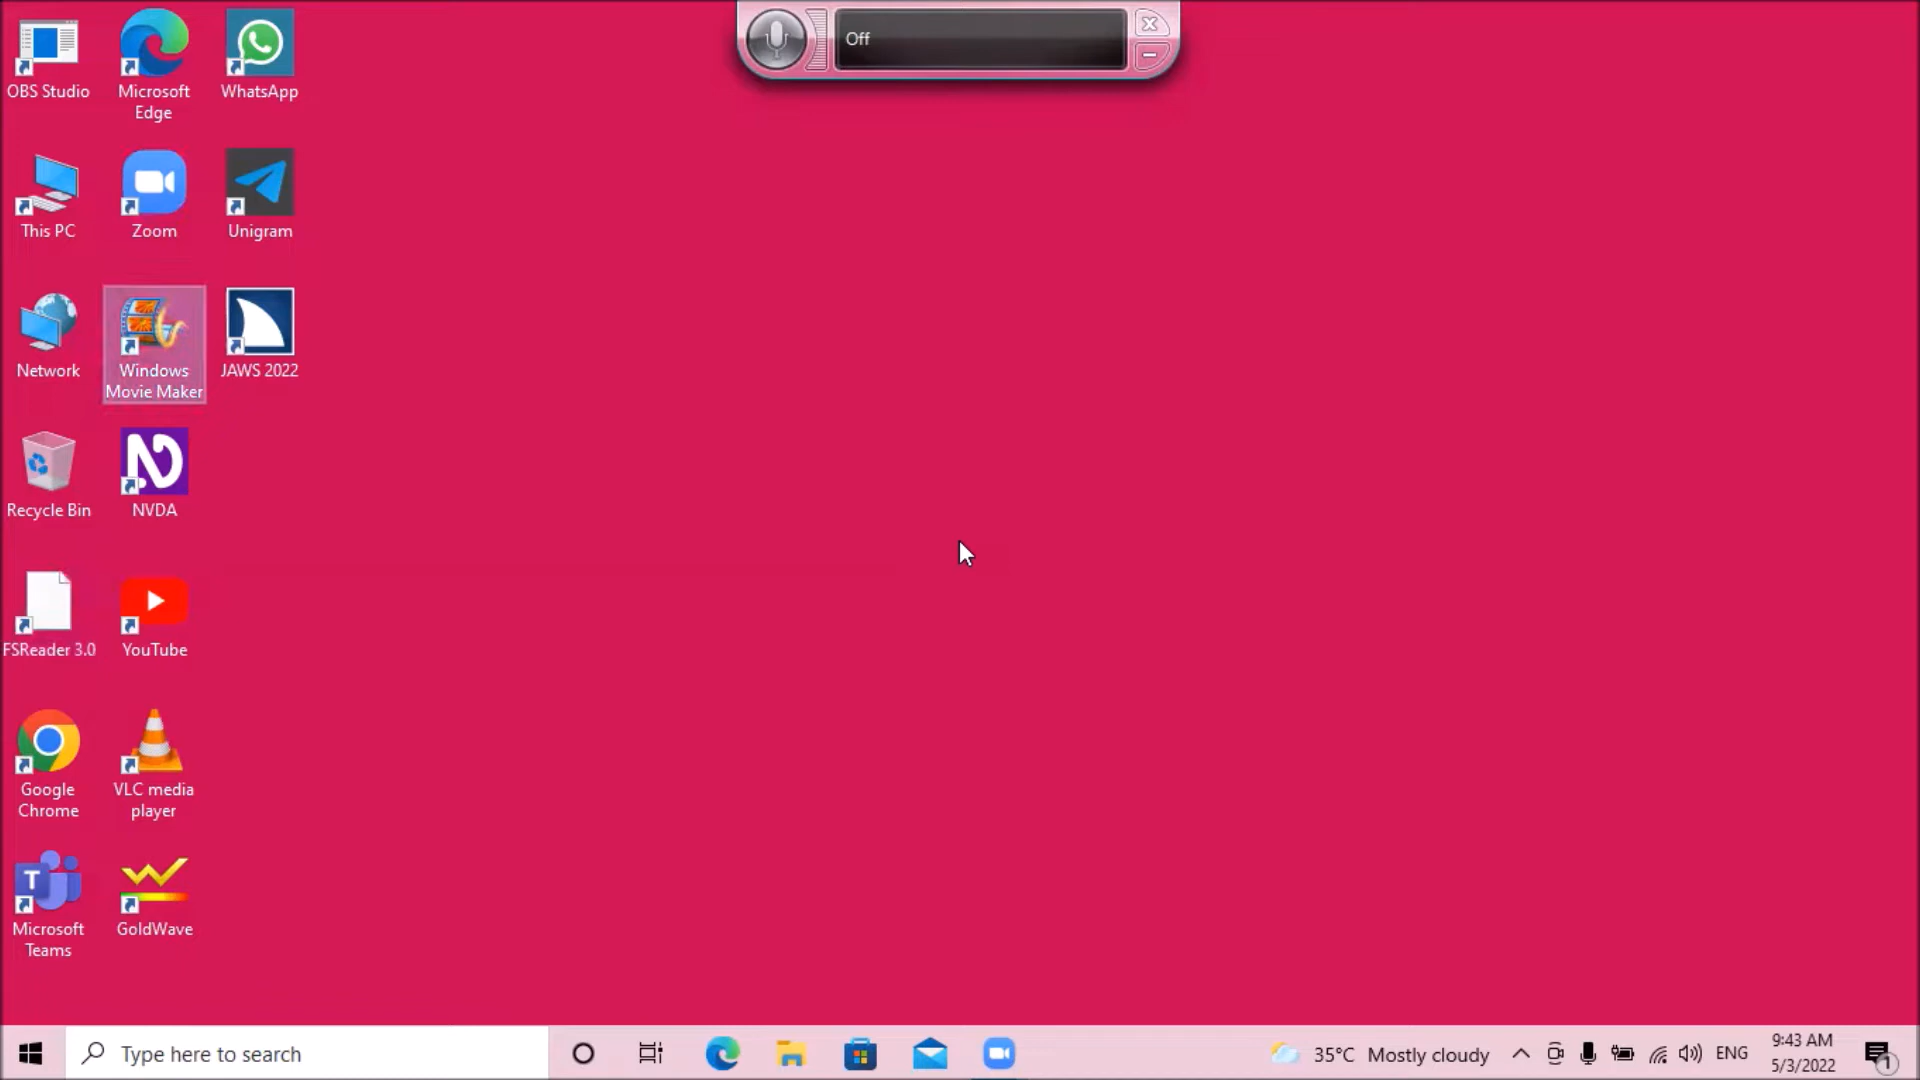 Off
OBS Studio
Microsoft
Edge
WhatsApp
This PC
Zoom
Unigram
Network
Windows
Movie Maker
JAWS 2022
Recycle Bin
NVDA
FSReader 3.0
YouTube
Google
Chrome
VLC media
player
Microsoft
Teams
GoldWave
Type here to search
35°C Mostly cloudy
ENG
9:43 AM
5/3/2022
1